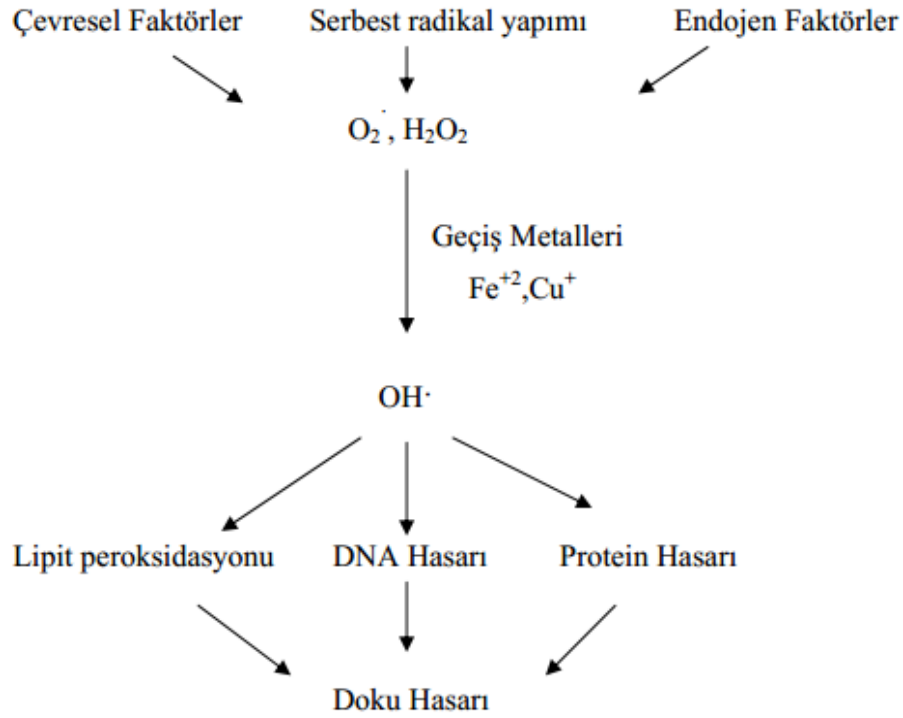 Çevresel Faktörler Serbest radikal yapımı Endojen Faktörler
O₂˙, H₂O₂
Geçiş Metalleri
Fe⁺²,Cu⁺
OH·
Lipit peroksidasyonu DNA Hasarı Protein Hasarı
Doku Hasarı